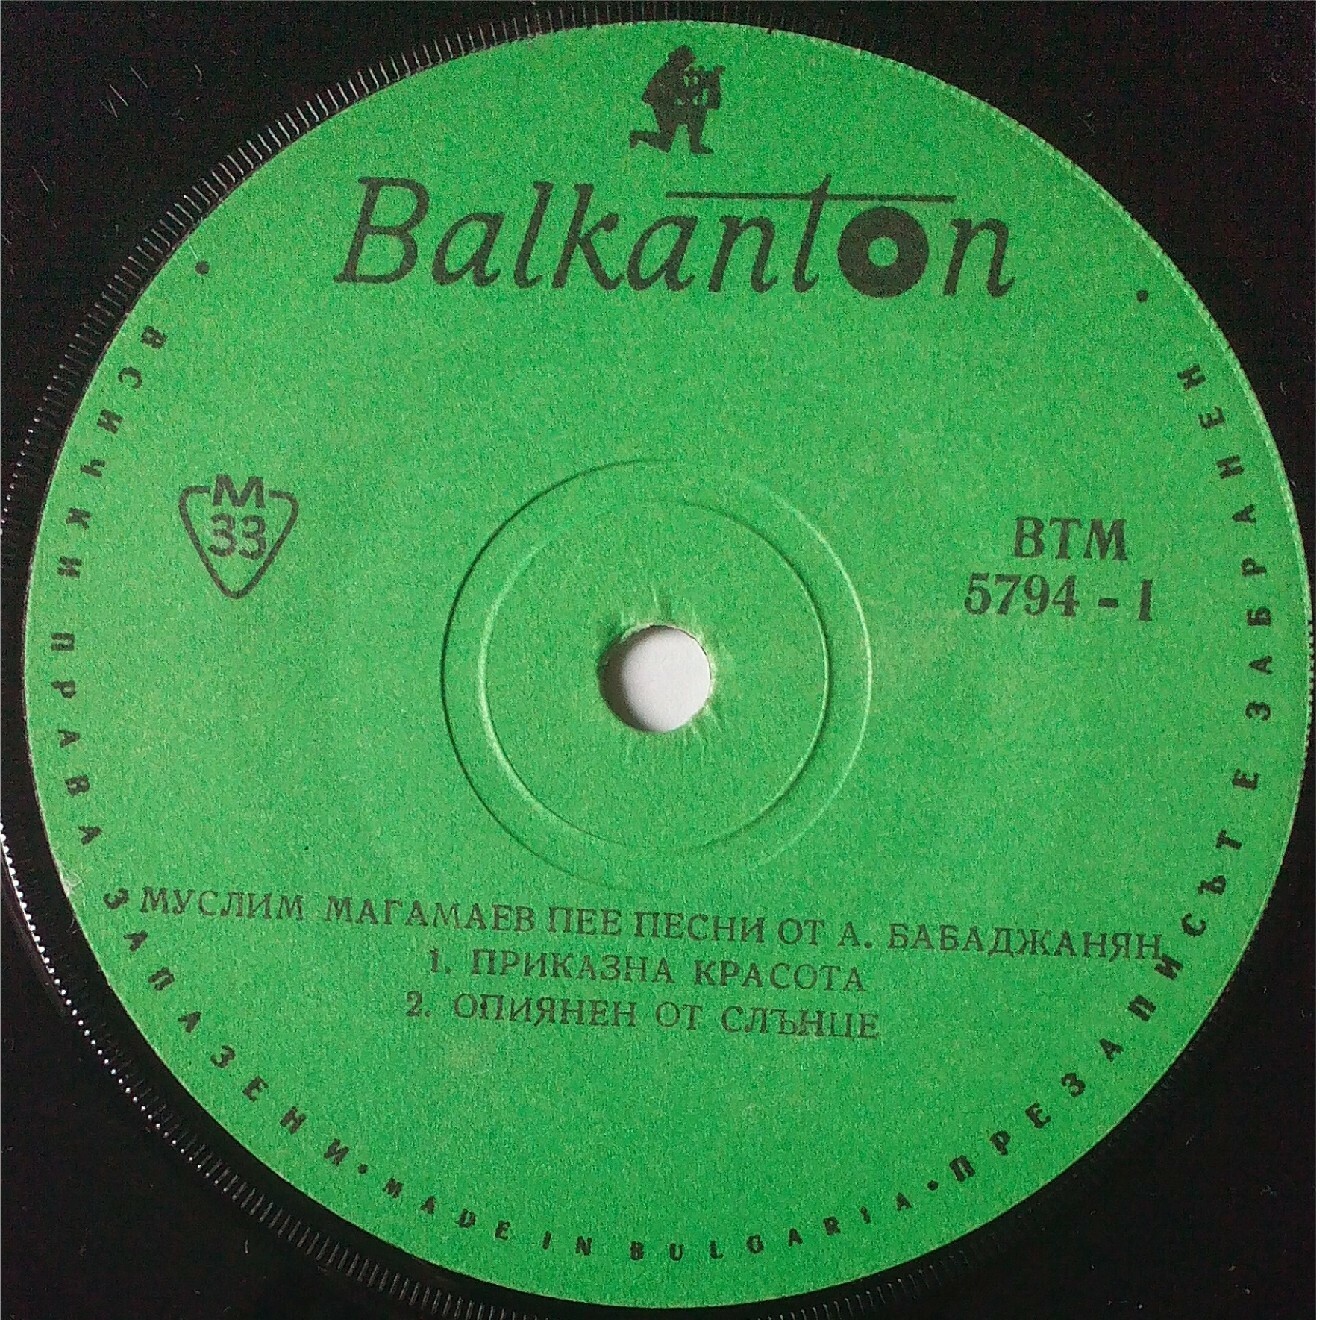 Balkanton
М
33
ВТМ
5794 - 1
МУСЛИМ МАГАМАЕВ ПЕЕ ПЕСНИ ОТ А. БАБАДЖАНЯН
1. ПРИКАЗНА КРАСОТА
2. ОПИЯНЕН ОТ СЛЪНЦЕ
• ВСИЧКИ ПРАВА ЗАПАЗЕНИ • MADE IN BULGARIA • ПРЕЗАПИСЪТ Е ЗАБРАНЕН •